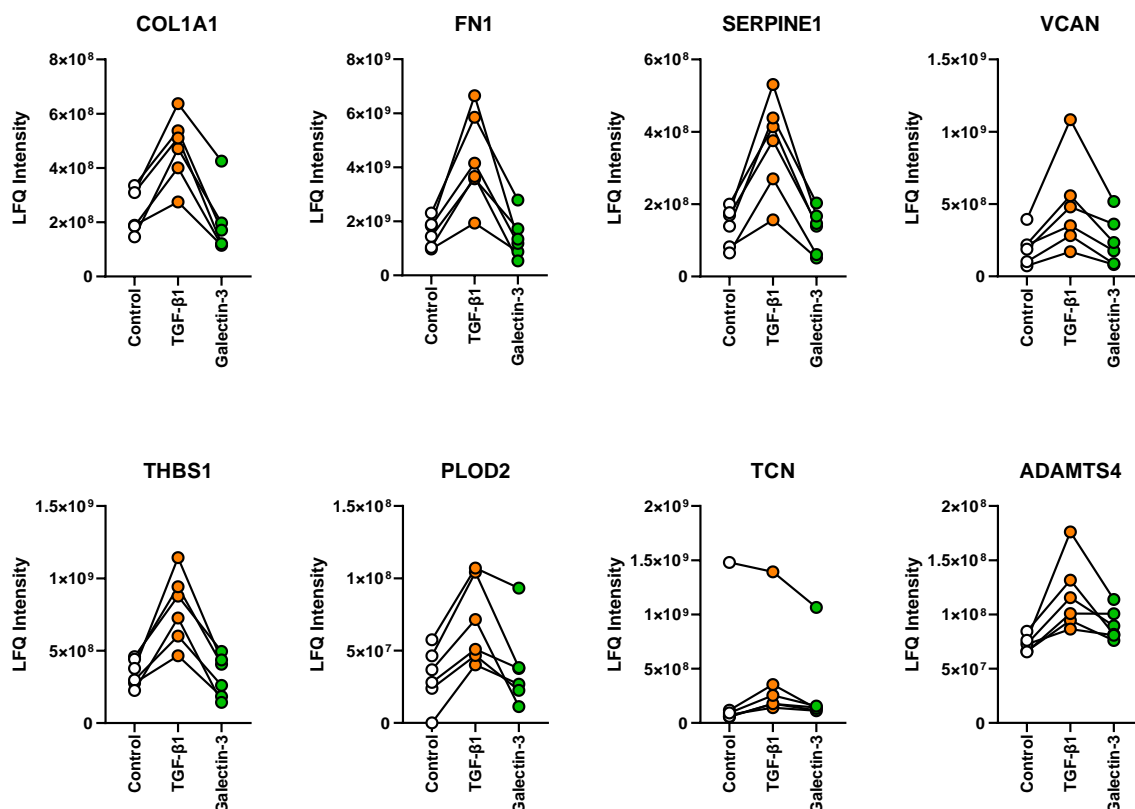 COL1A1
8×10⁸
6×10⁸
4×10⁸
2×10⁸
0
LFQ Intensity
Control
TGF-β1
Galectin-3
FN1
8×10⁹
6×10⁹
4×10⁹
2×10⁹
0
LFQ Intensity
Control
TGF-β1
Galectin-3
SERPINE1
6×10⁸
4×10⁸
2×10⁸
0
LFQ Intensity
Control
TGF-β1
Galectin-3
VCAN
1.5×10⁹
1×10⁹
5×10⁸
0
LFQ Intensity
Control
TGF-β1
Galectin-3
THBS1
1.5×10⁹
1×10⁹
5×10⁸
0
LFQ Intensity
Control
TGF-β1
Galectin-3
PLOD2
1.5×10⁸
1×10⁸
5×10⁷
0
LFQ Intensity
Control
TGF-β1
Galectin-3
TCN
2×10⁹
1.5×10⁹
1×10⁹
5×10⁸
0
LFQ Intensity
Control
TGF-β1
Galectin-3
ADAMTS4
2×10⁸
1.5×10⁸
1×10⁸
5×10⁷
0
LFQ Intensity
Control
TGF-β1
Galectin-3